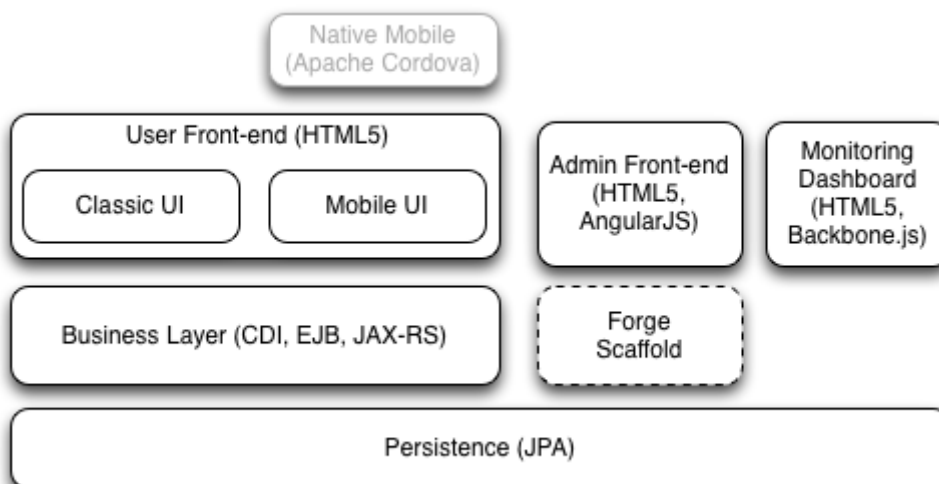 Native Mobile
(Apache Cordova)
User Front-end (HTML5)
Classic UI
Mobile UI
Admin Front-end
(HTML5,
AngularJS)
Monitoring
Dashboard
(HTML5,
Backbone.js)
Business Layer (CDI, EJB, JAX-RS)
Forge
Scaffold
Persistence (JPA)